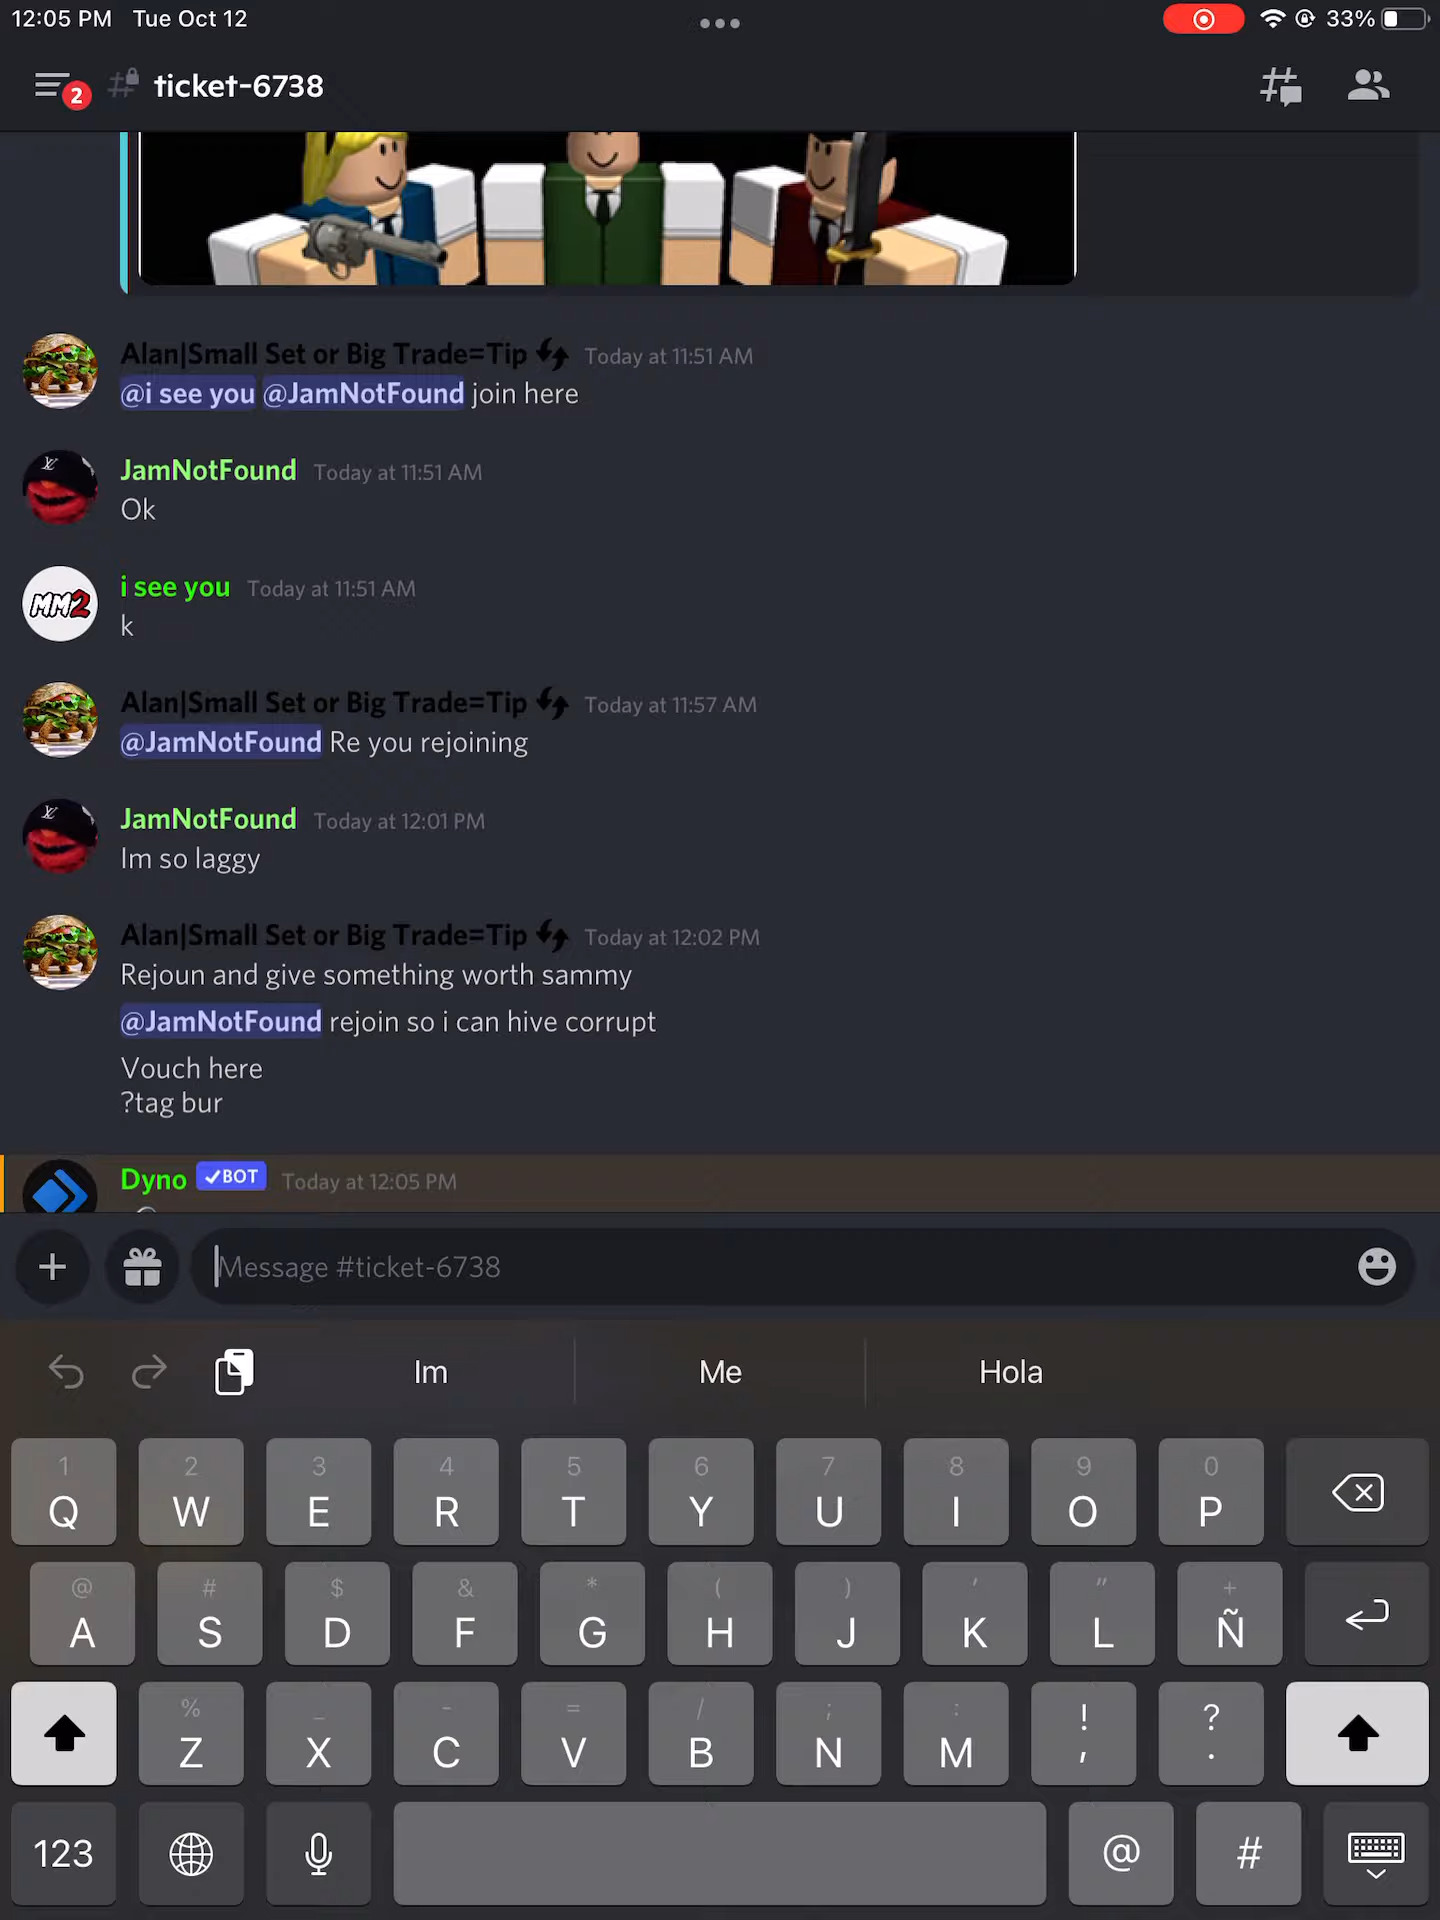 12:05 PM Tue Oct 12
33%
2
ticket-6738
Alan|Small Set or Big Trade=Tip Today at 11:51 AM
@i see you @JamNotFound join here
JamNotFound Today at 11:51 AM
Ok
MM2
i see you Today at 11:51 AM
k
Alan|Small Set or Big Trade=Tip Today at 11:57 AM
@JamNotFound Re you rejoining
JamNotFound Today at 12:01 PM
Im so laggy
Alan|Small Set or Big Trade=Tip Today at 12:02 PM
Rejoun and give something worth sammy
@JamNotFound rejoin so i can hive corrupt
Vouch here
?tag bur
Dyno ✓BOT Today at 12:05 PM
Message #ticket-6738
Im Me Hola
1 2 3 4 5 6 7 8 9 0
Q W E R T Y U I O P
@ # $ & * ( ) ' " +
A S D F G H J K L Ñ
% _ - = / ; : ! ?
Z X C V B N M , .
123 @ #